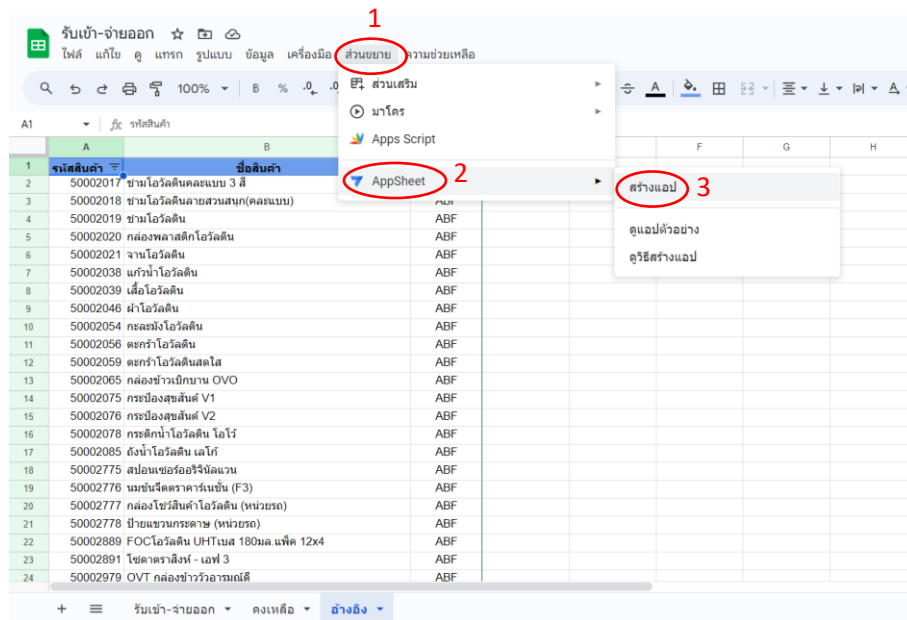 1
รับเข้า-จ่ายออก
ไฟล์ แก้ไข ดู แทรก รูปแบบ ข้อมูล เครื่องมือ ส่วนขยาย ความช่วยเหลือ
100% B % .0 A
A1 fx รหัสสินค้า
ส่วนเสริม
มาโคร
Apps Script
AppSheet 2
สร้างแอป 3
ดูแอปตัวอย่าง
ดูวิธีสร้างแอป
A B F G H
1 รหัสสินค้า ชื่อสินค้า
2 50002017 ชามโอวัลตินคละแบบ 3 สี
3 50002018 ชามโอวัลตินลายสวนสนุก(คละแบบ) ABF
4 50002019 ชามโอวัลติน ABF
5 50002020 กล่องพลาสติกโอวัลติน ABF
6 50002021 จานโอวัลติน ABF
7 50002038 แก้วน้ำโอวัลติน ABF
8 50002039 เสื้อโอวัลติน ABF
9 50002046 ผ้าโอวัลติน ABF
10 50002054 กะละมังโอวัลติน ABF
11 50002056 ตะกร้าโอวัลติน ABF
12 50002059 ตะกร้าโอวัลตินสดใส ABF
13 50002065 กล่องข้าวเบิกบาน OVO ABF
14 50002075 กระป๋องสุขสันต์ V1 ABF
15 50002076 กระป๋องสุขสันต์ V2 ABF
16 50002078 กระติกน้ำโอวัลติน โอโว้ ABF
17 50002085 ถังน้ำโอวัลติน เลโก้ ABF
18 50002775 สปอนเซอร์ออริจินัลแวน ABF
19 50002776 นมข้นจืดตราคาร์เนชั่น (F3) ABF
20 50002777 กล่องโชว์สินค้าโอวัลติน (หน่วยรถ) ABF
21 50002778 ป้ายแขวนกระดาษ (หน่วยรถ) ABF
22 50002889 FOCโอวัลติน UHTเบส 180มล.แพ็ค 12x4 ABF
23 50002891 โซดาตราสิงห์ - เอฟ 3 ABF
24 50002979 OVT กล่องข้าววัวอารมณ์ดี ABF
+ รับเข้า-จ่ายออก คงเหลือ อ้างอิง